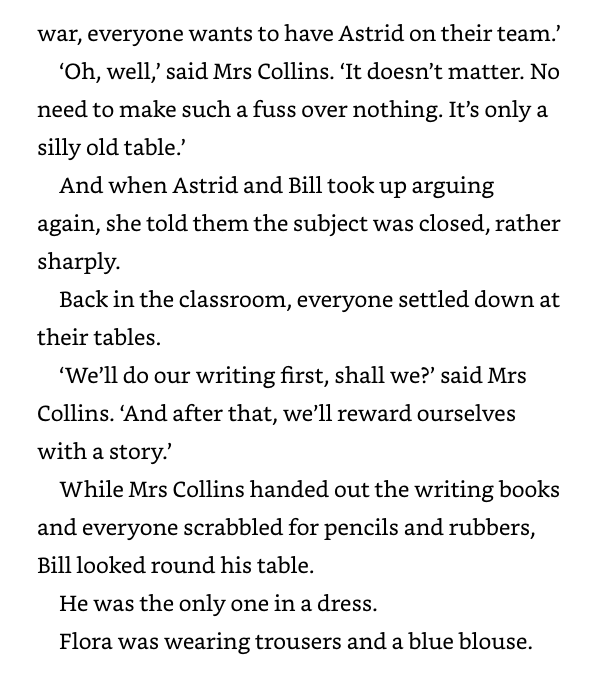 war, everyone wants to have Astrid on their team.’
‘Oh, well,’ said Mrs Collins. ‘It doesn’t matter. No
need to make such a fuss over nothing. It’s only a
silly old table.’
And when Astrid and Bill took up arguing
again, she told them the subject was closed, rather
sharply.
Back in the classroom, everyone settled down at
their tables.
‘We’ll do our writing first, shall we?’ said Mrs
Collins. ‘And after that, we’ll reward ourselves
with a story.’
While Mrs Collins handed out the writing books
and everyone scrabbled for pencils and rubbers,
Bill looked round his table.
He was the only one in a dress.
Flora was wearing trousers and a blue blouse.